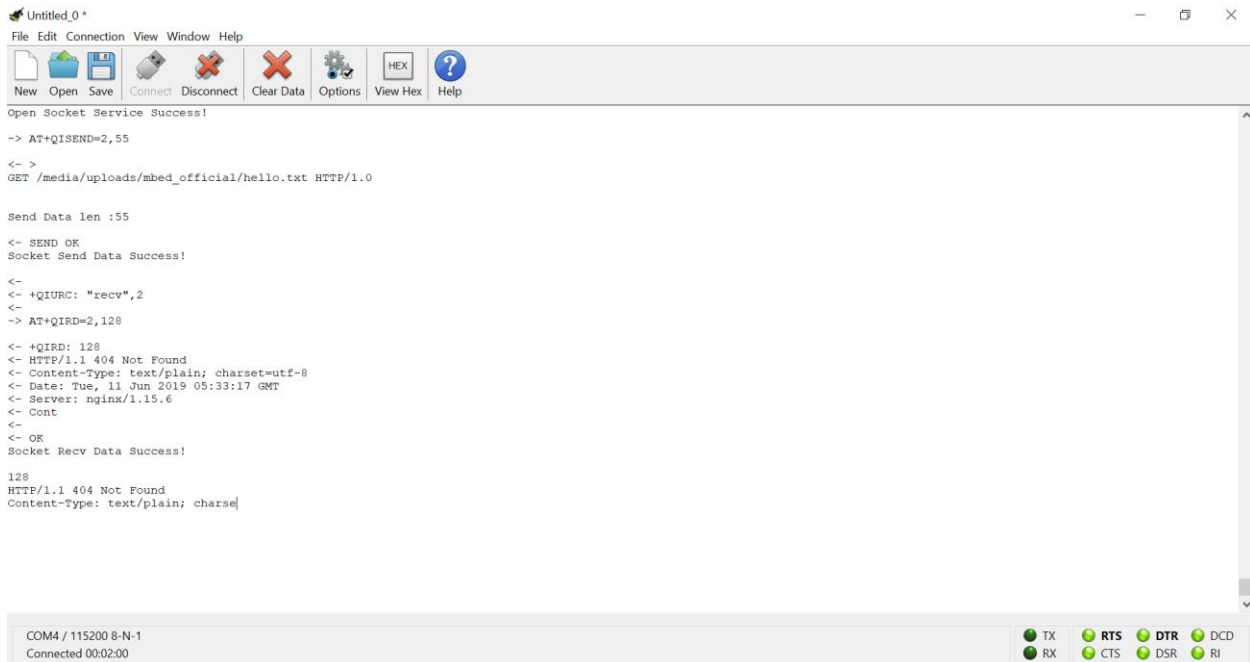 Untitled_0 *
File Edit Connection View Window Help
New Open Save Connect Disconnect Clear Data Options HEX View Hex ? Help
Open Socket Service Success!
-> AT+QISEND=2,55
<- >
GET /media/uploads/mbed_official/hello.txt HTTP/1.0
Send Data len :55
<- SEND OK
Socket Send Data Success!
<-
<- +QIURC: "recv",2
<-
-> AT+QIRD=2,128
<- +QIRD: 128
<- HTTP/1.1 404 Not Found
<- Content-Type: text/plain; charset=utf-8
<- Date: Tue, 11 Jun 2019 05:33:17 GMT
<- Server: nginx/1.15.6
<- Cont
<-
<- OK
Socket Recv Data Success!
128
HTTP/1.1 404 Not Found
Content-Type: text/plain; charse
COM4 / 115200 8-N-1
Connected 00:02:00
TX RTS DTR DCD
RX CTS DSR RI